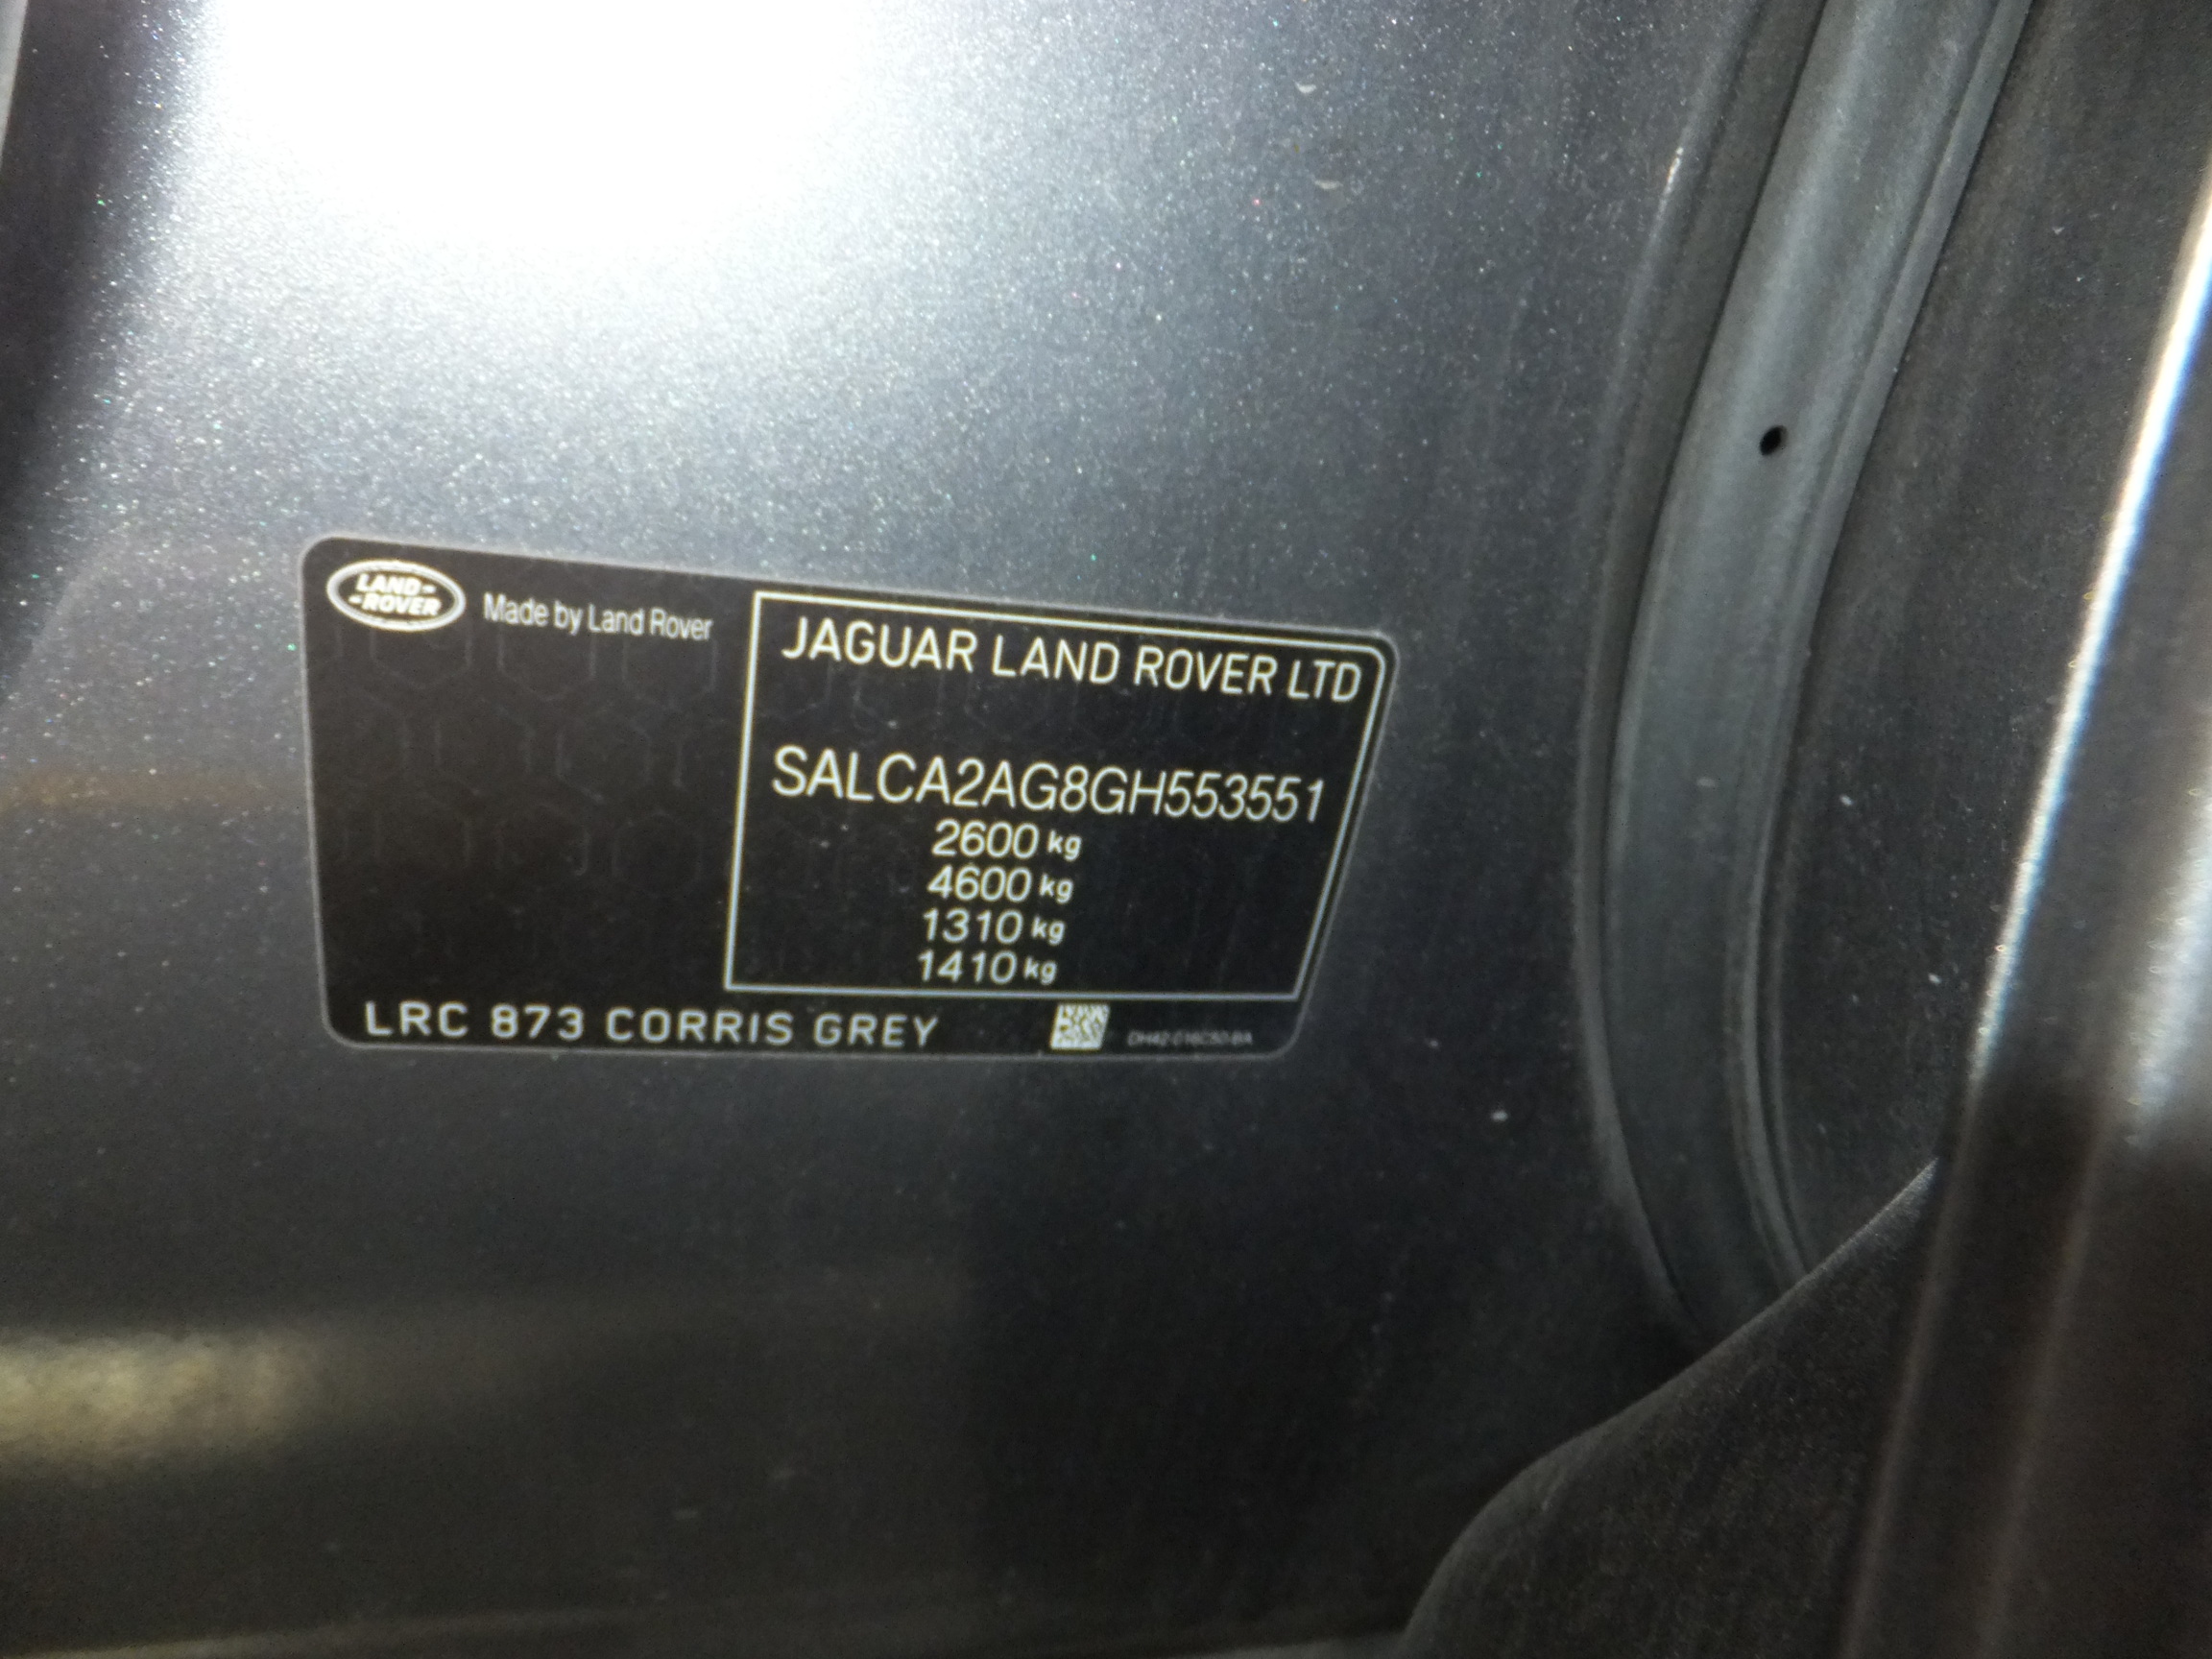 LAND-
-ROVER
Made by Land Rover
JAGUAR LAND ROVER LTD
SALCA2AG8GH553551
2600 kg
4600 kg
1310 kg
1410 kg
LRC 873 CORRIS GREY